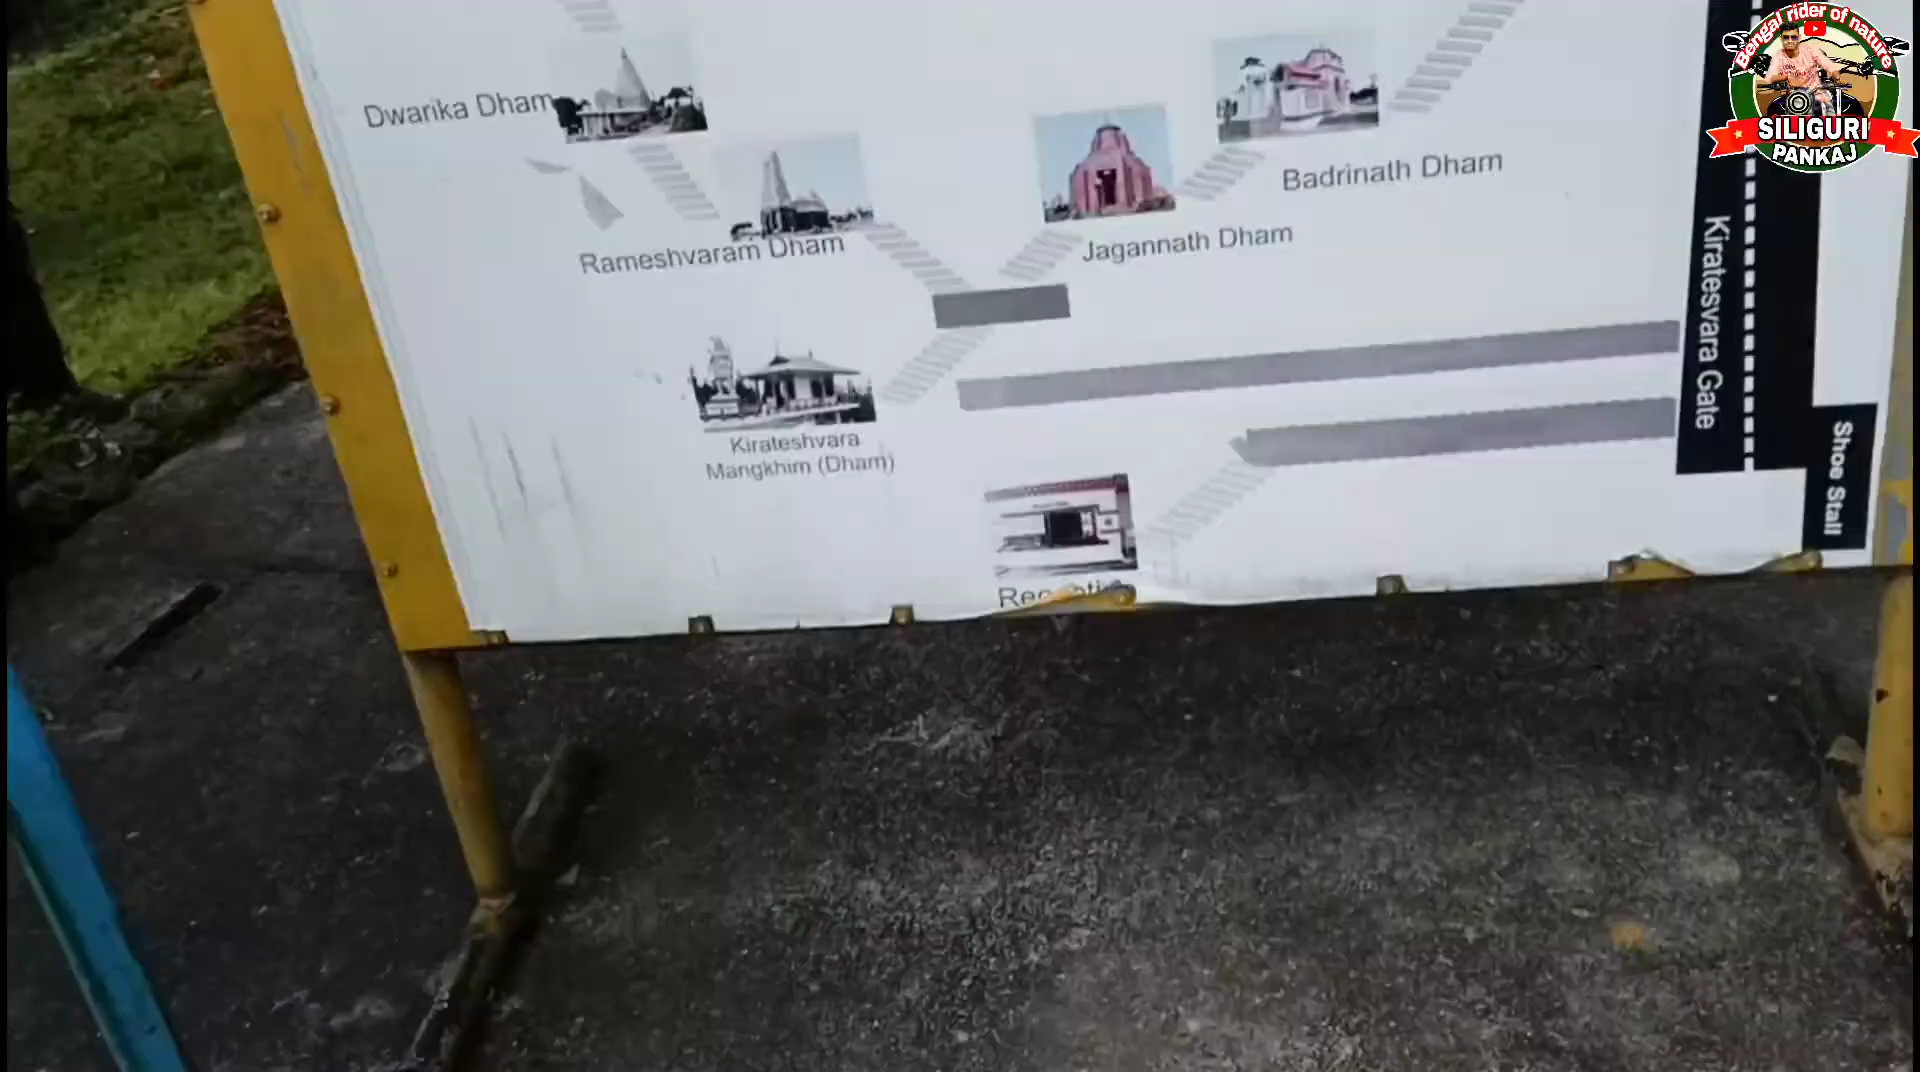 Bengal rider of nature
SILIGURI
PANKAJ
Dwarika Dham
Badrinath Dham
Rameshvaram Dham
Jagannath Dham
Kiratesvara Gate
Kirateshvara
Mangkhim (Dham)
Shoe Stall